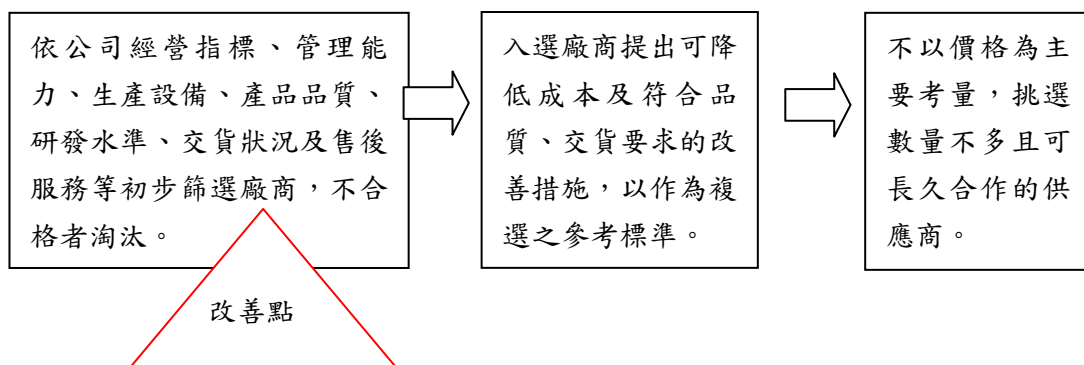 依公司經營指標、管理能
力、生產設備、產品品質、
研發水準、交貨狀況及售後
服務等初步篩選廠商，不合
格者淘汰。
入選廠商提出可降
低成本及符合品
質、交貨要求的改
善措施，以作為複
選之參考標準。
不以價格為主
要考量，挑選
數量不多且可
長久合作的供
應商。
改善點